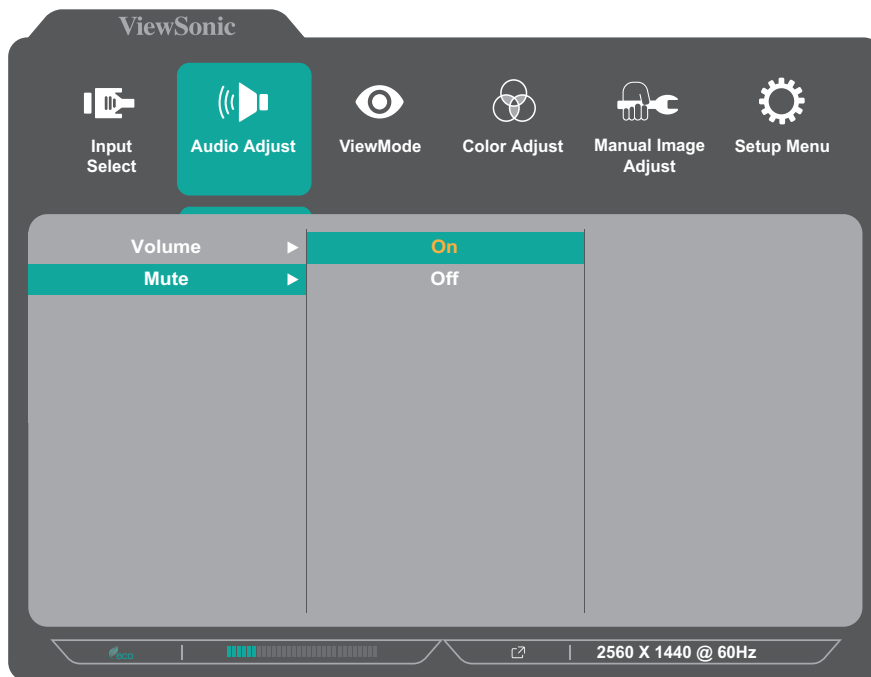 ViewSonic
Input
Select
Audio Adjust
ViewMode
Color Adjust
Manual Image
Adjust
Setup Menu
Volume
On
Mute
Off
eco
2560 X 1440 @ 60Hz